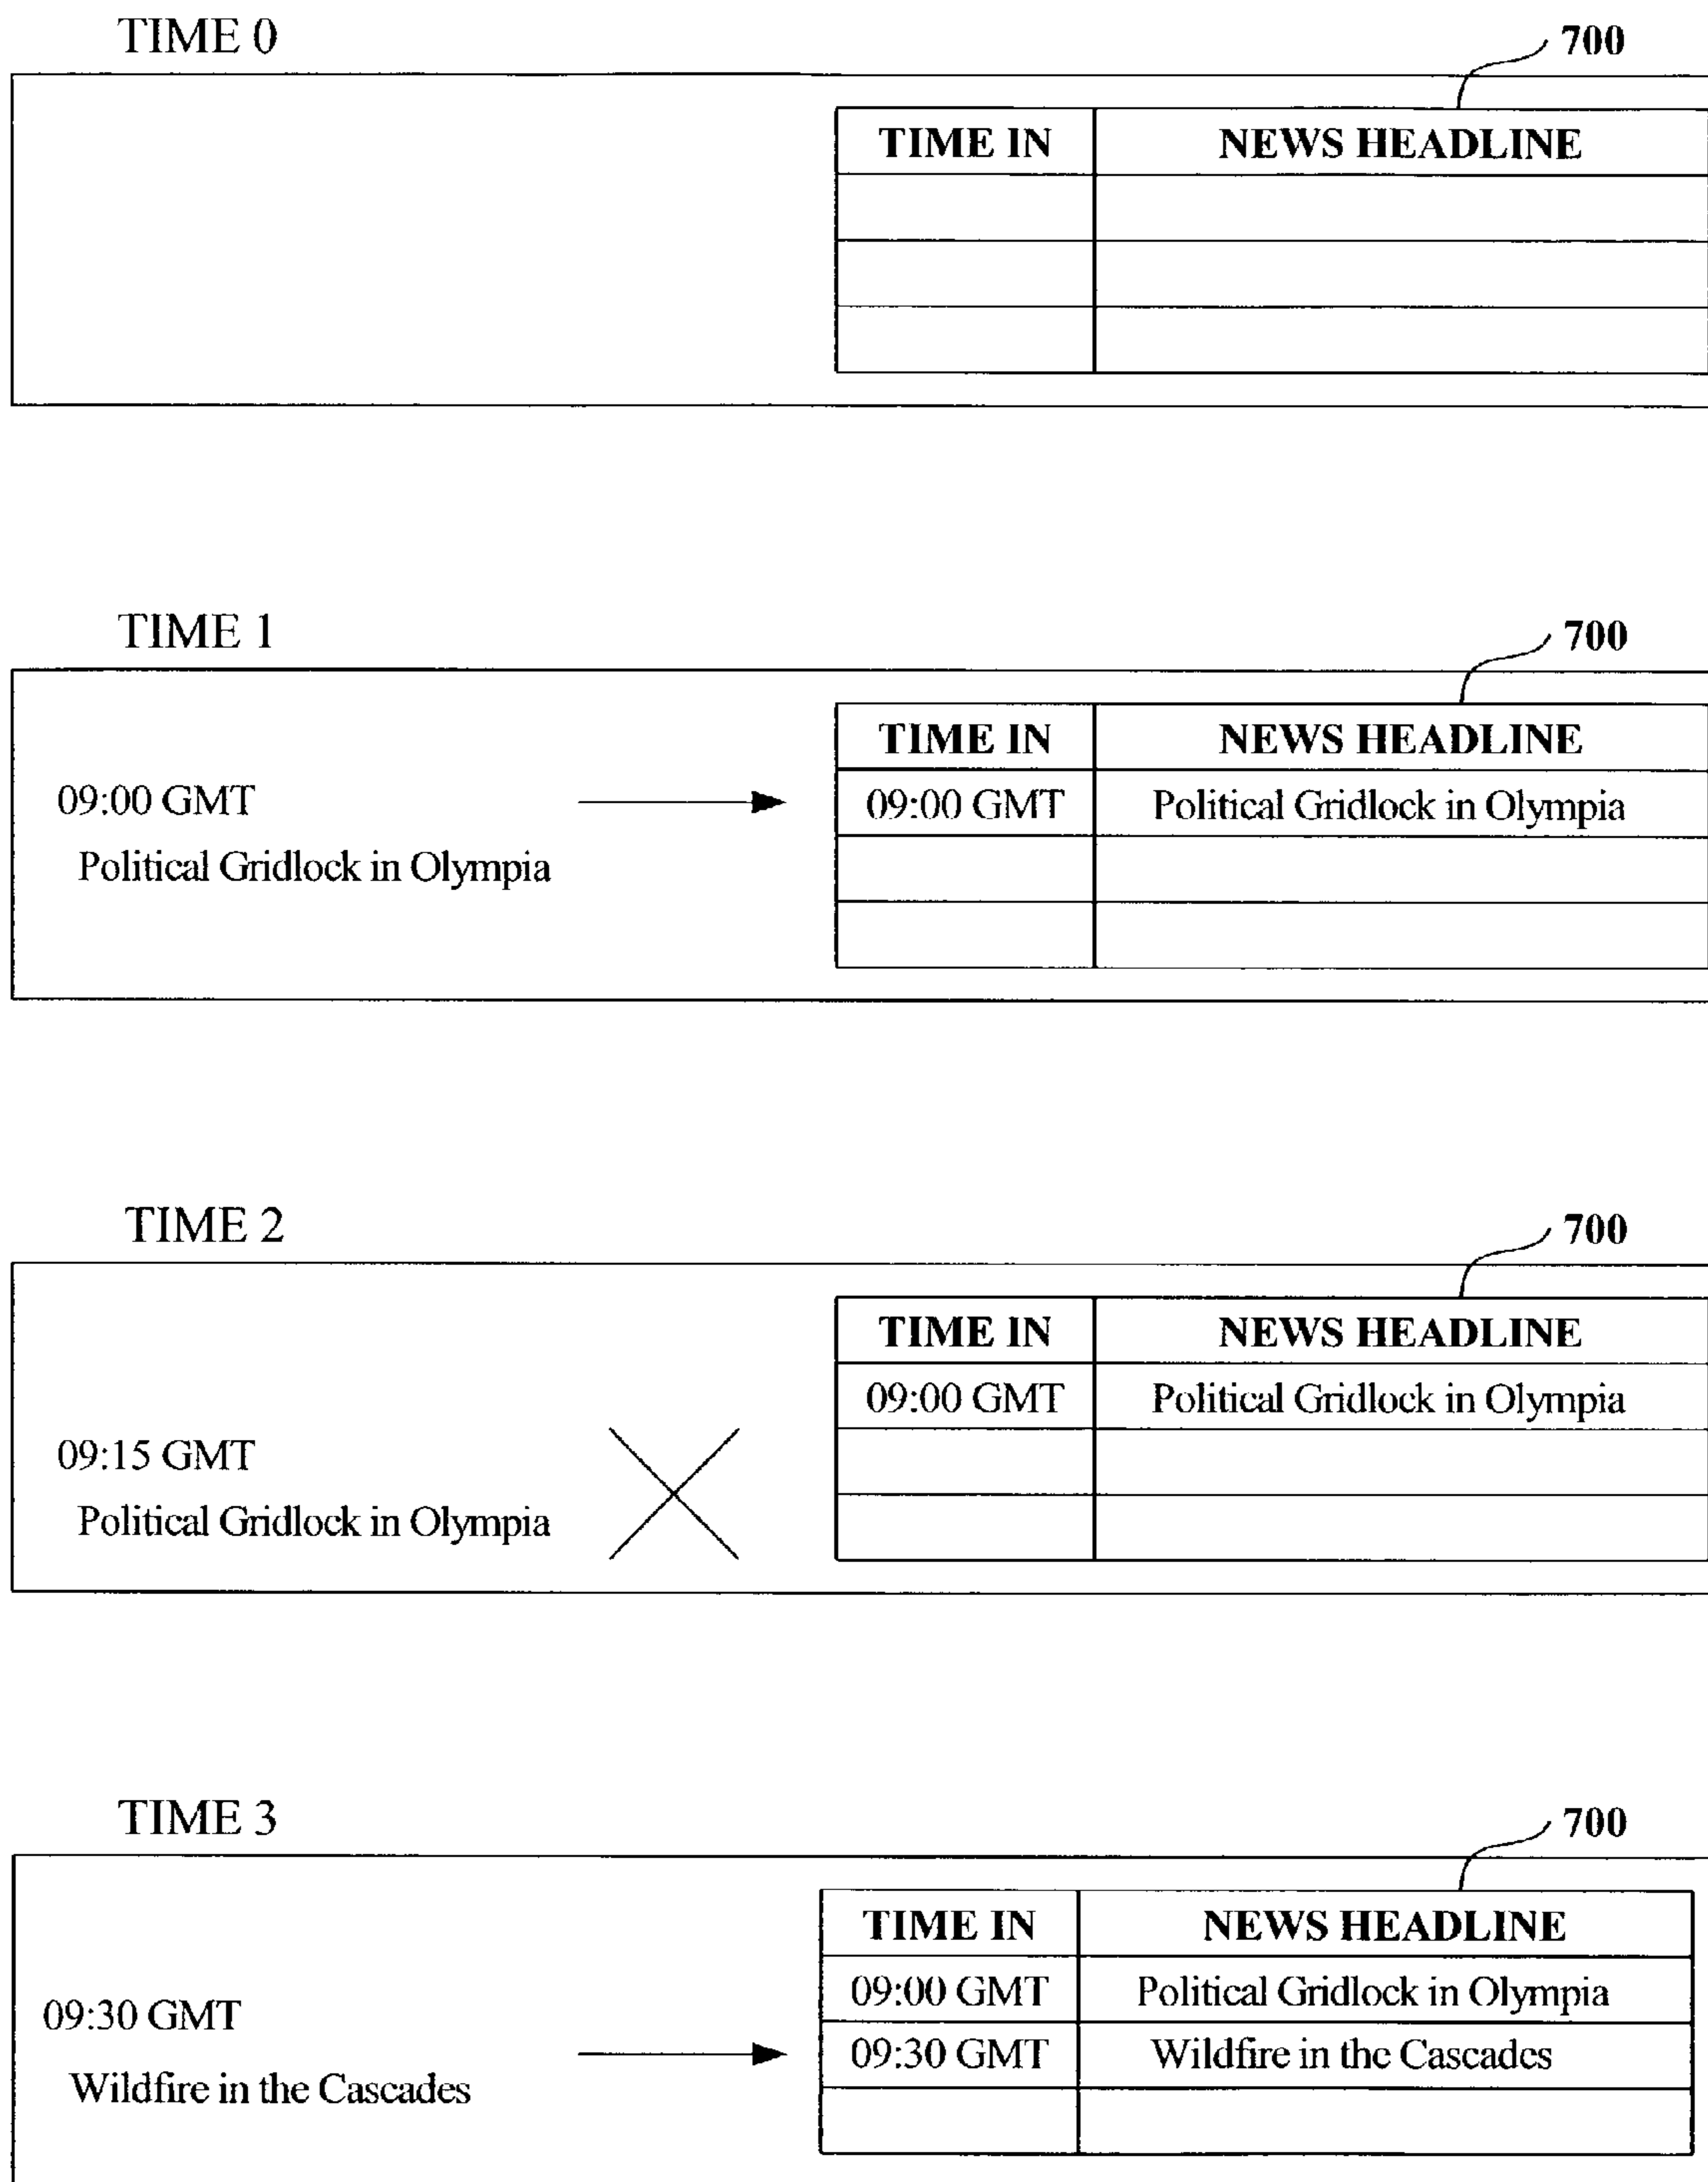 TIME 0
700
TIME IN NEWS HEADLINE
TIME 1
700
TIME IN NEWS HEADLINE
09:00 GMT
Political Gridlock in Olympia
09:00 GMT Political Gridlock in Olympia
TIME 2
700
TIME IN NEWS HEADLINE
09:00 GMT Political Gridlock in Olympia
09:15 GMT
Political Gridlock in Olympia
TIME 3
700
TIME IN NEWS HEADLINE
09:00 GMT Political Gridlock in Olympia
09:30 GMT
Wildfire in the Cascades
09:30 GMT Wildfire in the Cascades